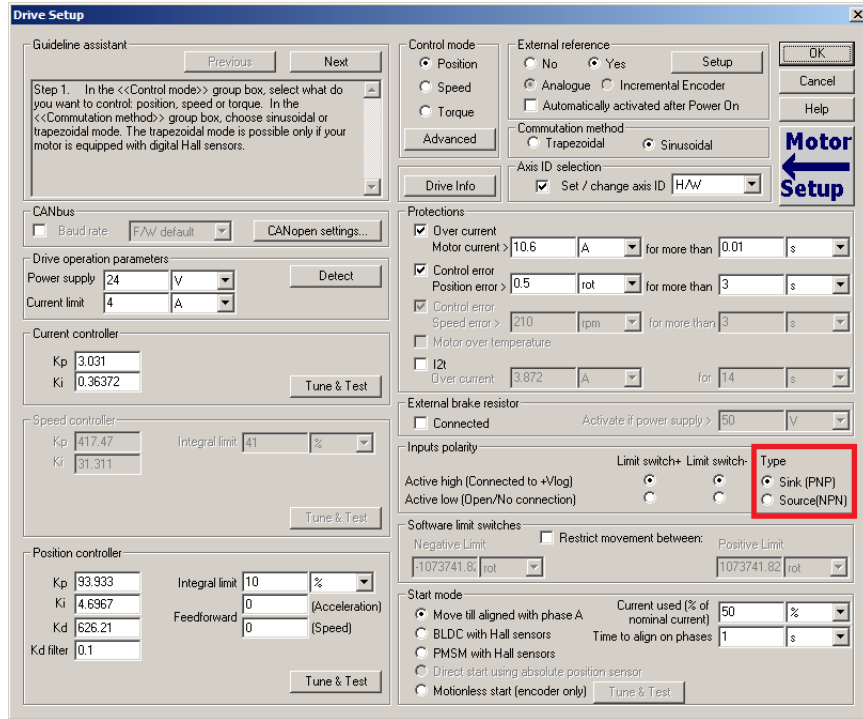 Drive Setup
Guideline assistant
Previous Next
Step 1. In the <<Control mode>> group box, select what do
you want to control: position, speed or torque. In the
<<Commutation method>> group box, choose sinusoidal or
trapezoidal mode. The trapezoidal mode is possible only if your
motor is equipped with digital Hall sensors.
Control mode
Position
Speed
Torque
Advanced
External reference
No Yes Setup
Analogue Incremental Encoder
Automatically activated after Power On
Commutation method
Trapezoidal Sinusoidal
OK
Cancel
Help
Motor
Setup
Drive Info
Axis ID selection
Set / change axis ID H/W
CANbus
Baud rate F/W default CANopen settings...
Drive operation parameters
Power supply 24 V Detect
Current limit 4 A
Current controller
Kp 3.031
Ki 0.36372 Tune & Test
Speed controller
Kp 417.47 Integral limit 41 %
Ki 31.311
Tune & Test
Position controller
Kp 93.933 Integral limit 10 %
Ki 4.6967 Feedforward 0 (Acceleration)
Kd 626.21 0 (Speed)
Kd filter 0.1
Tune & Test
Protections
Over current
Motor current > 10.6 A for more than 0.01 s
Control error
Position error > 0.5 rot for more than 3 s
Control error
Speed error > 210 rpm for more than 3 s
Motor over temperature
I2t
Over current 3.872 A for 14 s
External brake resistor
Connected Activate if power supply > 50 V
Inputs polarity
Limit switch+ Limit switch- Type
Active high (Connected to +Vlog) Sink (PNP)
Active low (Open/No connection) Source(NPN)
Software limit switches
Restrict movement between:
Negative Limit Positive Limit
-1073741.8 rot 1073741.82 rot
Start mode
Move till aligned with phase A
BLDC with Hall sensors
PMSM with Hall sensors
Direct start using absolute position sensor
Motionless start (encoder only) Tune & Test
Current used (% of
nominal current) 50 %
Time to align on phases 1 s